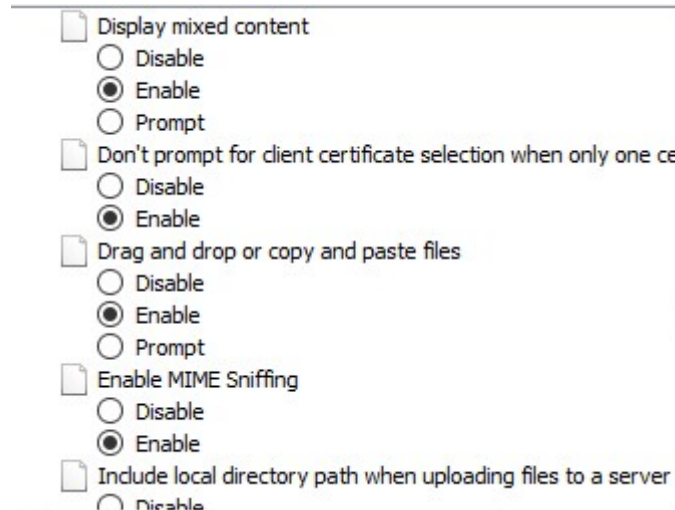 Display mixed content
Disable
Enable
Prompt
Don't prompt for client certificate selection when only one ce
Disable
Enable
Drag and drop or copy and paste files
Disable
Enable
Prompt
Enable MIME Sniffing
Disable
Enable
Include local directory path when uploading files to a server
Disable